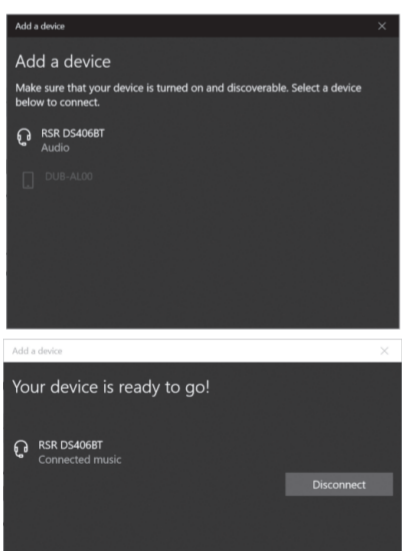 Add a device
Add a device
Make sure that your device is turned on and discoverable. Select a device
below to connect.
RSR DS406BT
Audio
DUB-AL00
Add a device
Your device is ready to go!
RSR DS406BT
Connected music
Disconnect